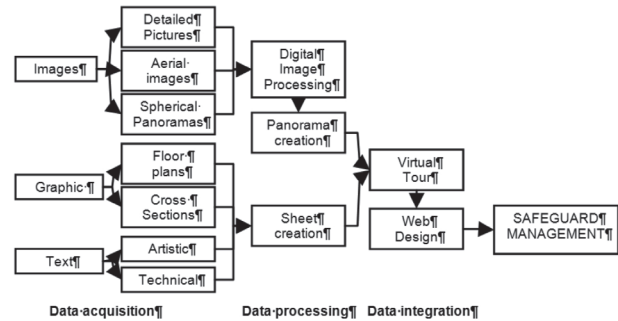 Images¶
Detailed¶
Pictures¶
Aerial·
images¶
Spherical·
Panoramas¶
Digital¶
Image¶
Processing¶
Panorama¶
creation¶
Graphic·¶
Floor·
plans¶
Cross·¶
Sections¶
Text¶
Artistic¶
Technical¶
Sheet¶
creation¶
Virtual¶
Tour¶
Web¶
Design¶
SAFEGUARD¶
MANAGEMENT¶
Data·acquisition¶
Data·processing¶
Data·integration¶